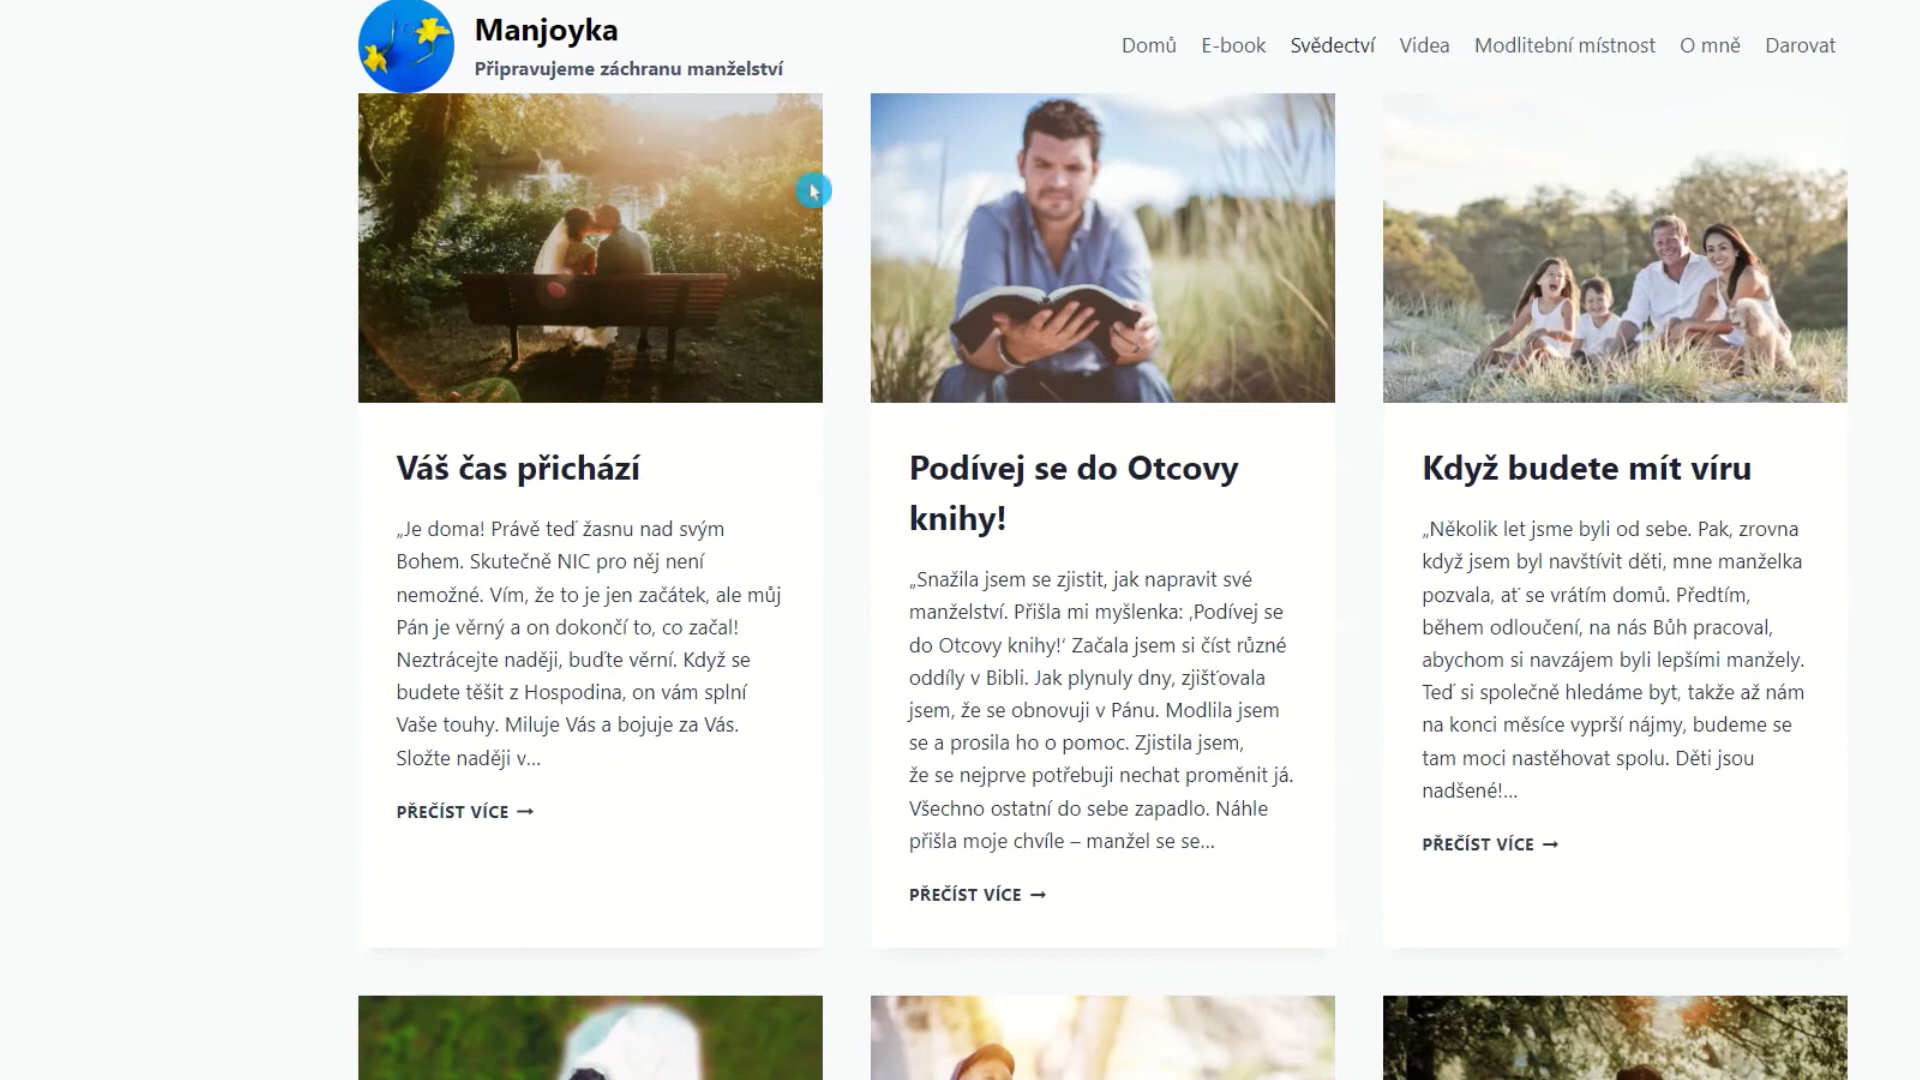 Manjoyka
Připravujeme záchranu manželství
Domů E-book Svědectví Videa Modlitební místnost O mně Darovat
Váš čas přichází
„Je doma! Právě teď žasnu nad svým
Bohem. Skutečně NIC pro něj není
nemožné. Vím, že to je jen začátek, ale můj
Pán je věrný a on dokončí to, co začal!
Neztrácejte naději, buďte věrní. Když se
budete těšit z Hospodina, on vám splní
Vaše touhy. Miluje Vás a bojuje za Vás.
Složte naději v...
PŘEČÍST VÍCE →
Podívej se do Otcovy
knihy!
„Snažila jsem se zjistit, jak napravit své
manželství. Přišla mi myšlenka: ‚Podívej se
do Otcovy knihy!‘ Začala jsem si číst různé
oddíly v Bibli. Jak plynuly dny, zjišťovala
jsem, že se obnovuji v Pánu. Modlila jsem
se a prosila ho o pomoc. Zjistila jsem,
že se nejprve potřebuji nechat proměnit já.
Všechno ostatní do sebe zapadlo. Náhle
přišla moje chvíle – manžel se se...
PŘEČÍST VÍCE →
Když budete mít víru
„Několik let jsme byli od sebe. Pak, zrovna
když jsem byl navštívit děti, mne manželka
pozvala, ať se vrátím domů. Předtím,
během odloučení, na nás Bůh pracoval,
abychom si navzájem byli lepšími manžely.
Teď si společně hledáme byt, takže až nám
na konci měsíce vyprší nájmy, budeme se
tam moci nastěhovat spolu. Děti jsou
nadšené!...
PŘEČÍST VÍCE →